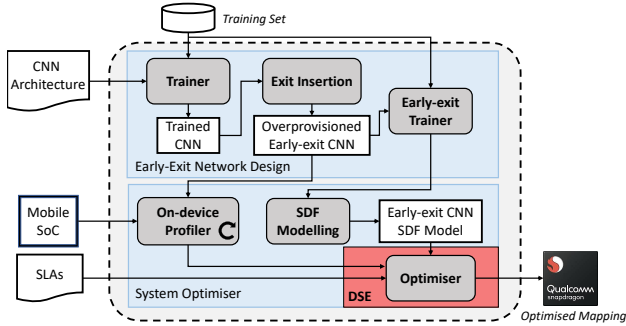 Training Set
CNN
Architecture
Trainer
Exit Insertion
Early-exit
Trainer
Trained
CNN
Overprovisioned
Early-exit CNN
Early-Exit Network Design
Mobile
SoC
On-device
Profiler
SDF
Modelling
Early-exit CNN
SDF Model
SLAs
System Optimiser
DSE
Optimiser
Qualcomm
snapdragon
Optimised Mapping